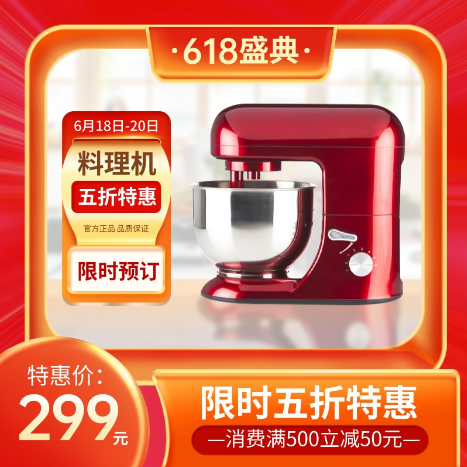 ·618盛典·
6月18日-20日
料理机
五折特惠
官方正品 品质保证
限时预订
特惠价:
299元
限时五折特惠
—消费满500立减50元—